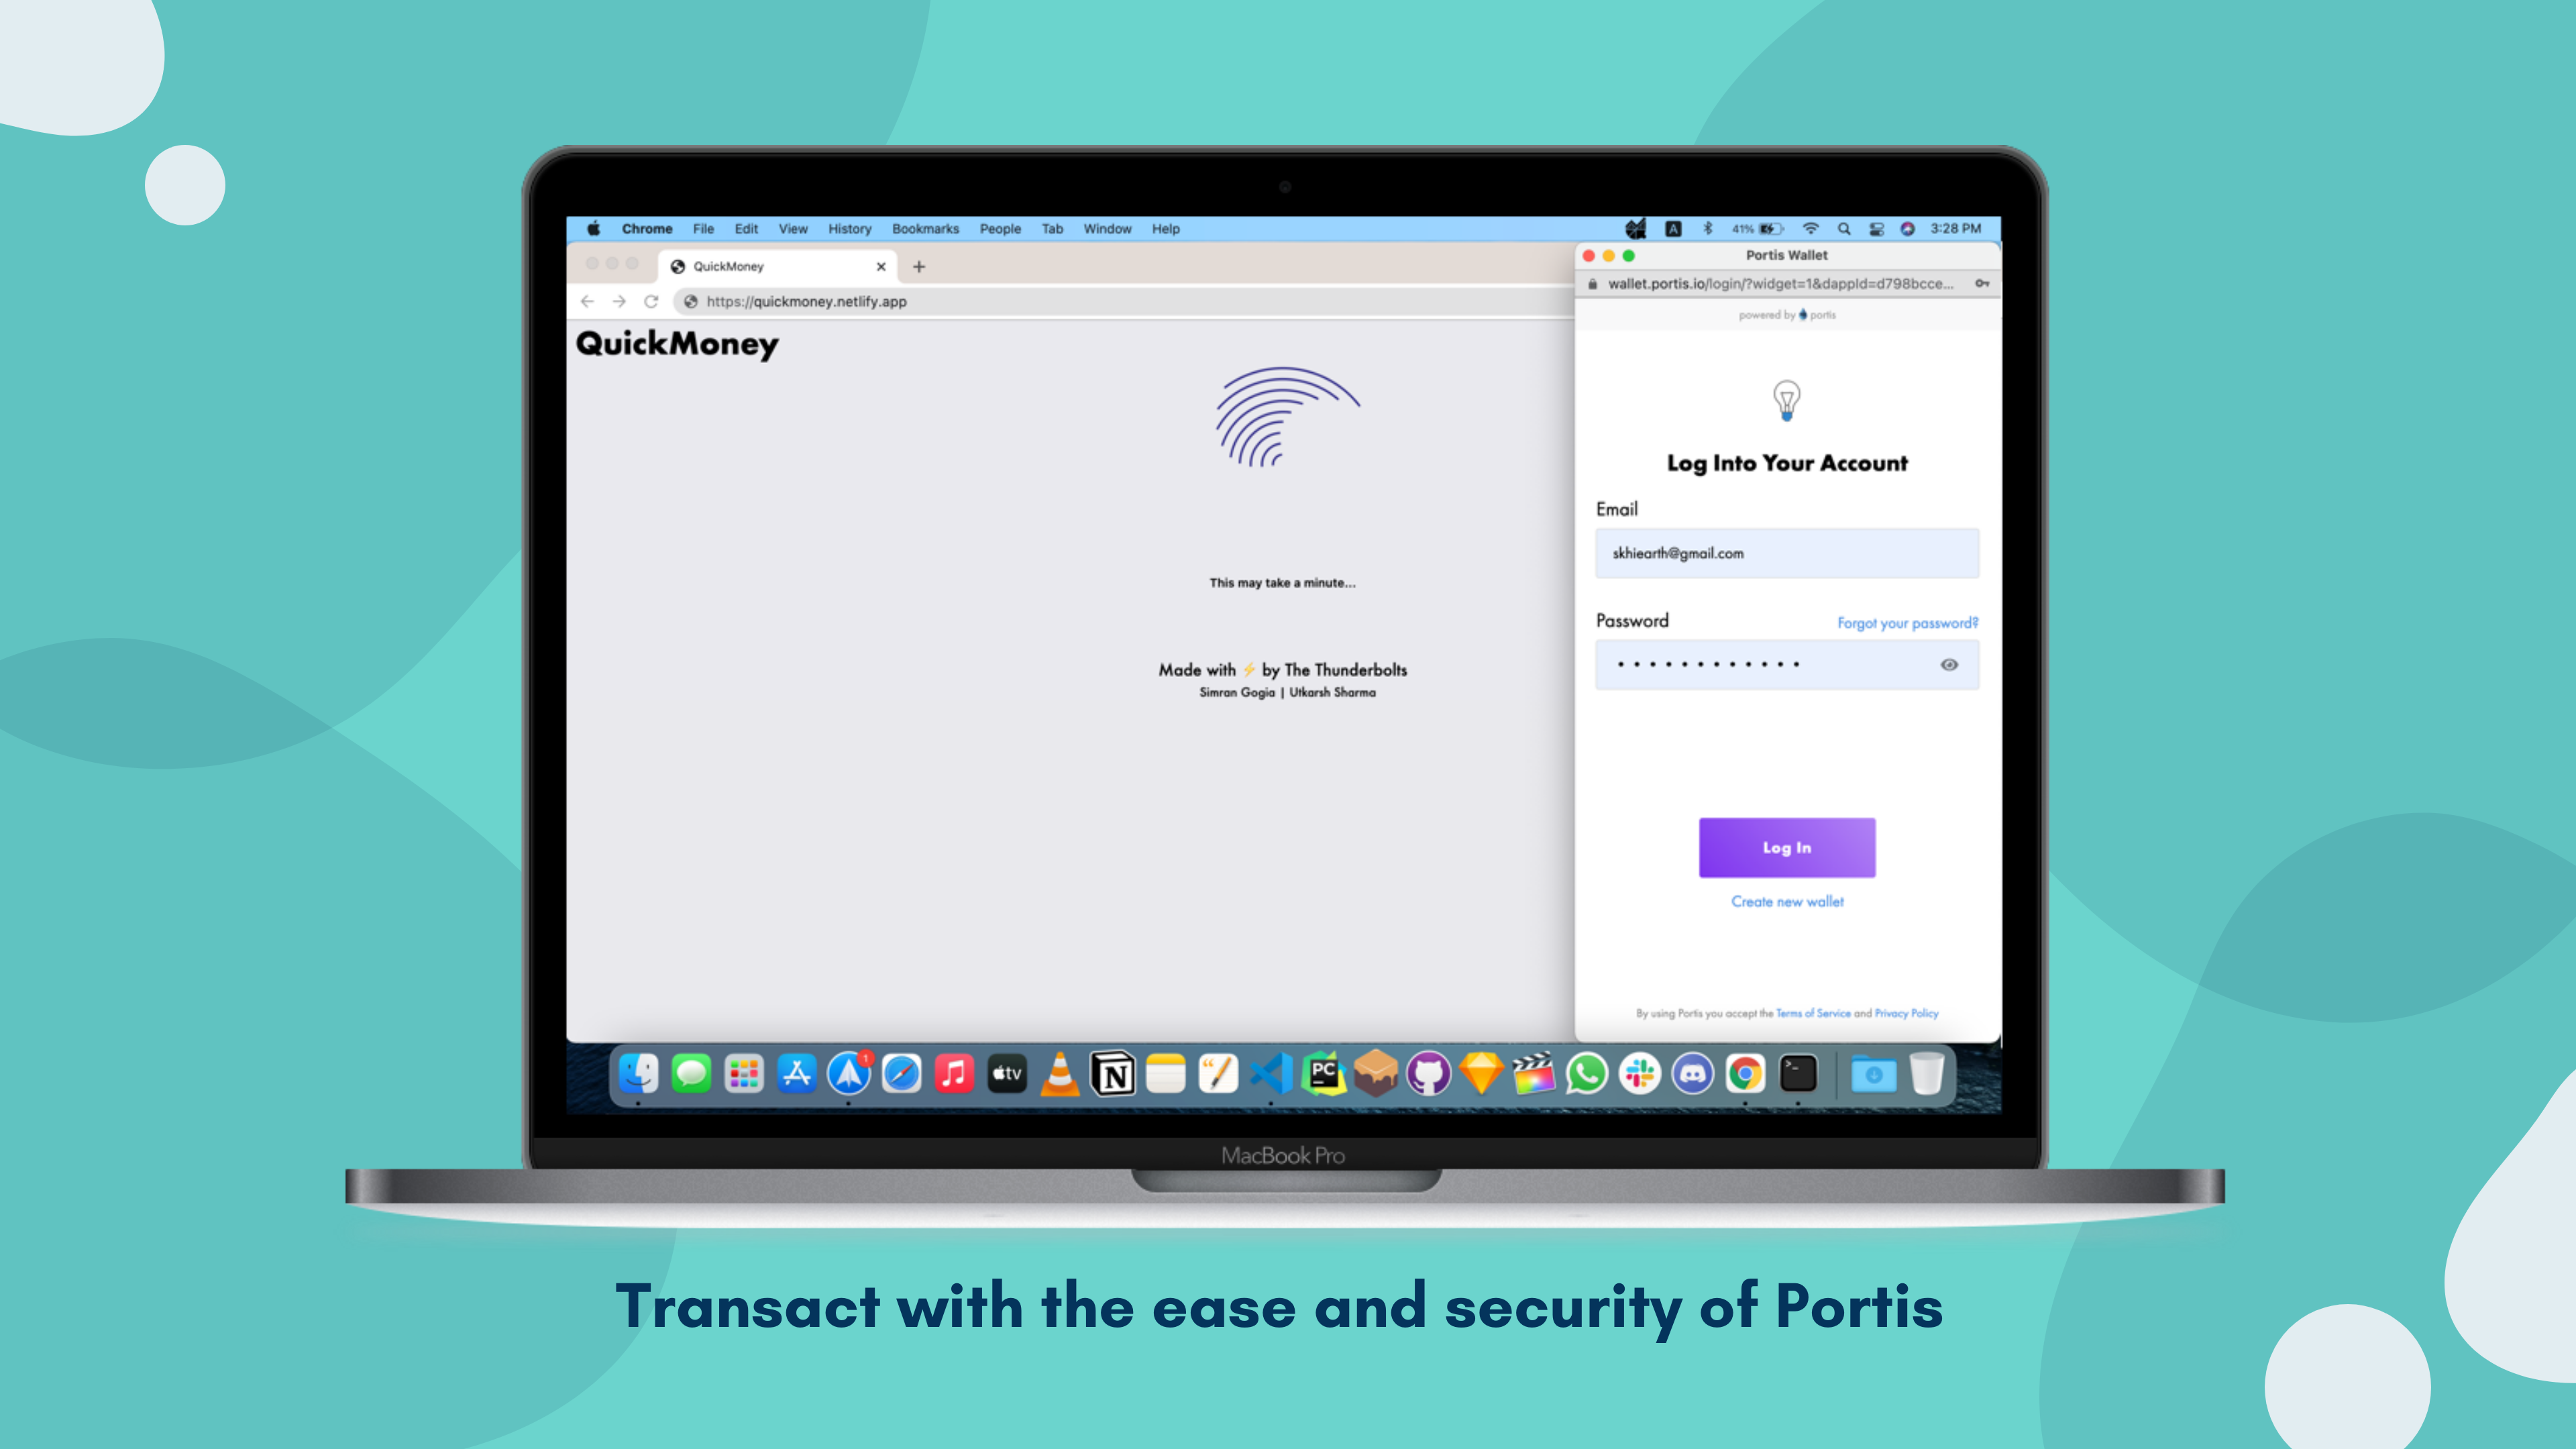 Chrome File Edit View History Bookmarks People Tab Window Help A 41% 3:28 PM
QuickMoney
https://quickmoney.netlify.app
QuickMoney
This may take a minute...
Made with ⚡ by The Thunderbolts
Simran Gogia | Utkarsh Sharma
Portis Wallet
wallet.portis.io/login/?widget=1&dappId=d798bcce...
powered by portis
Log Into Your Account
Email
skhiearth@gmail.com
Password Forgot your password?
Log In
Create new wallet
By using Portis you accept the Terms of Service and Privacy Policy
1
tv
N
PC
MacBook Pro
Transact with the ease and security of Portis